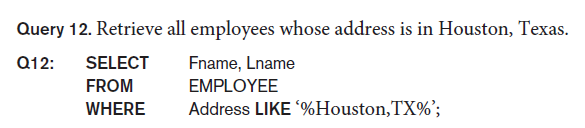 Query 12. Retrieve all employees whose address is in Houston, Texas.
Q12: SELECT Fname, Lname
FROM EMPLOYEE
WHERE Address LIKE ‘%Houston,TX%’;